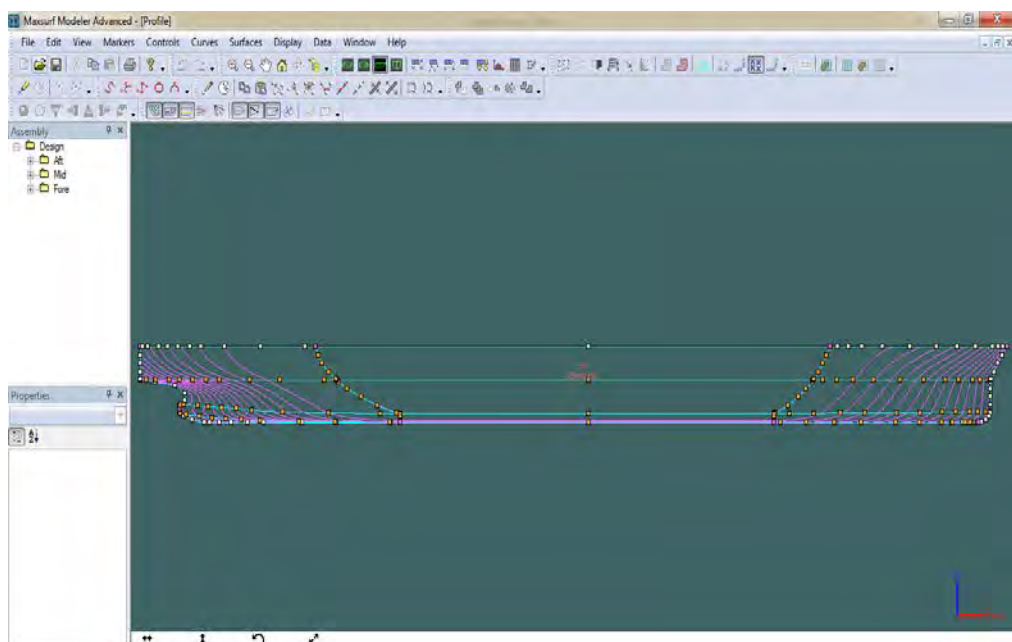 Maxsurf Modeler Advanced - [Profile]
File Edit View Markers Controls Curves Surfaces Display Data Window Help
Assembly
Design
Aft
Mid
Fore
Properties